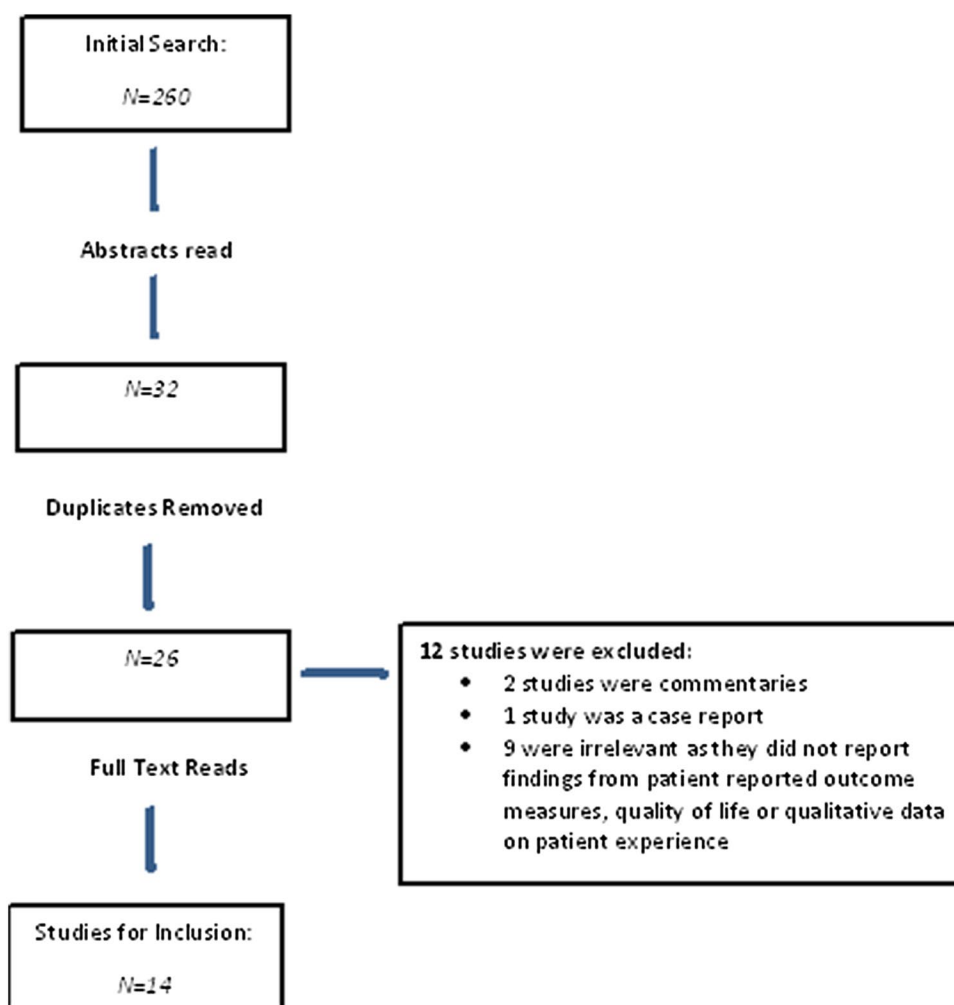 Initial Search:
N=260
Abstracts read
N=32
Duplicates Removed
N=26
12 studies were excluded:
• 2 studies were commentaries
• 1 study was a case report
• 9 were irrelevant as they did not report
findings from patient reported outcome
measures, quality of life or qualitative data
on patient experience
Full Text Reads
Studies for Inclusion:
N=14